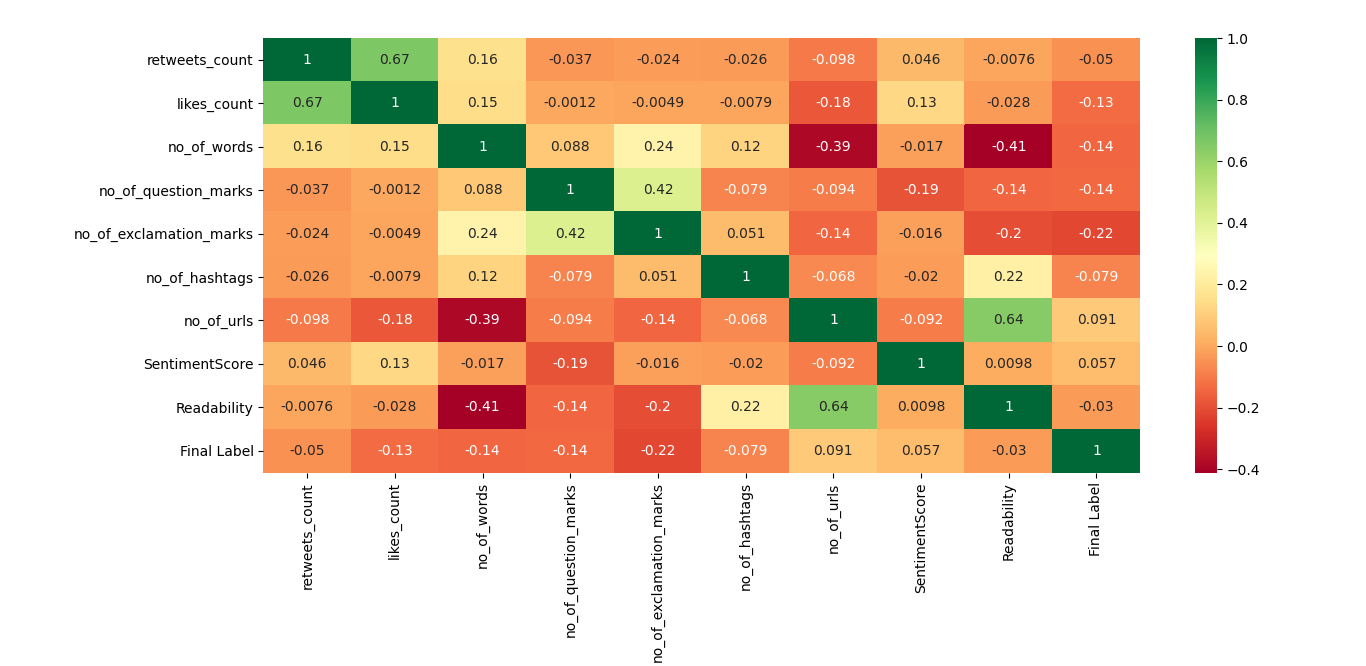 retweets_count 1 0.67 0.16 -0.037 -0.024 -0.026 -0.098 0.046 -0.0076 -0.05
likes_count 0.67 1 0.15 -0.0012 -0.0049 -0.0079 -0.18 0.13 -0.028 -0.13
no_of_words 0.16 0.15 1 0.088 0.24 0.12 -0.39 -0.017 -0.41 -0.14
no_of_question_marks -0.037 -0.0012 0.088 1 0.42 -0.079 -0.094 -0.19 -0.14 -0.14
no_of_exclamation_marks -0.024 -0.0049 0.24 0.42 1 0.051 -0.14 -0.016 -0.2 -0.22
no_of_hashtags -0.026 -0.0079 0.12 -0.079 0.051 1 -0.068 -0.02 0.22 -0.079
no_of_urls -0.098 -0.18 -0.39 -0.094 -0.14 -0.068 1 -0.092 0.64 0.091
SentimentScore 0.046 0.13 -0.017 -0.19 -0.016 -0.02 -0.092 1 0.0098 0.057
Readability -0.0076 -0.028 -0.41 -0.14 -0.2 0.22 0.64 0.0098 1 -0.03
Final Label -0.05 -0.13 -0.14 -0.14 -0.22 -0.079 0.091 0.057 -0.03 1
retweets_count
likes_count
no_of_words
no_of_question_marks
no_of_exclamation_marks
no_of_hashtags
no_of_urls
SentimentScore
Readability
Final Label
1.0
0.8
0.6
0.4
0.2
0.0
−0.2
−0.4